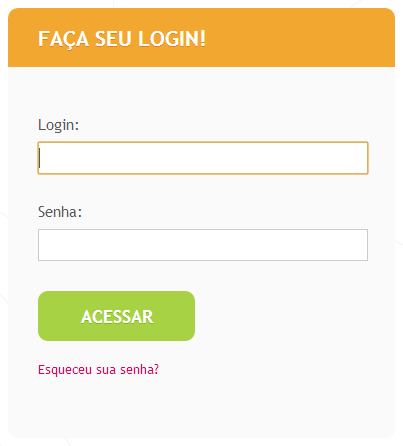 FAÇA SEU LOGIN!
Login:
Senha:
ACESSAR
Esqueceu sua senha?